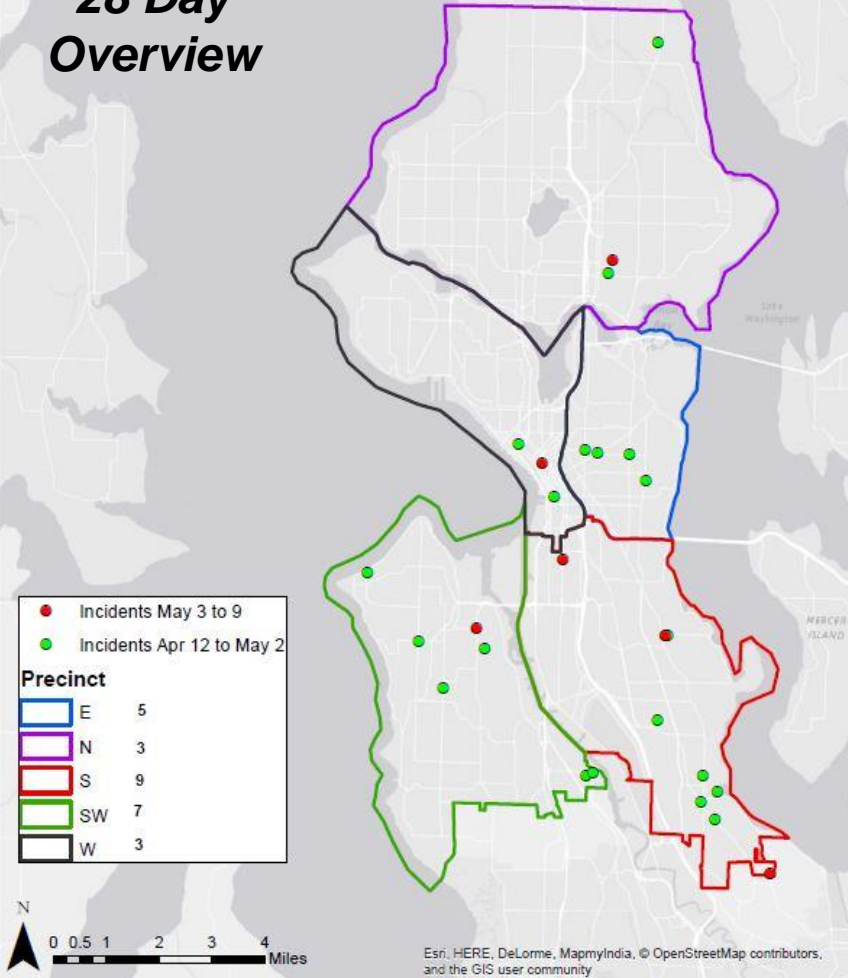 28 Day
Overview
Lake
Washington
MERCER
ISLAND
Incidents May 3 to 9
Incidents Apr 12 to May 2
Precinct
E 5
N 3
S 9
SW 7
W 3
N
0 0.5 1 2 3 4
Miles
Esri, HERE, DeLorme, MapmyIndia, © OpenStreetMap contributors,
and the GIS user community